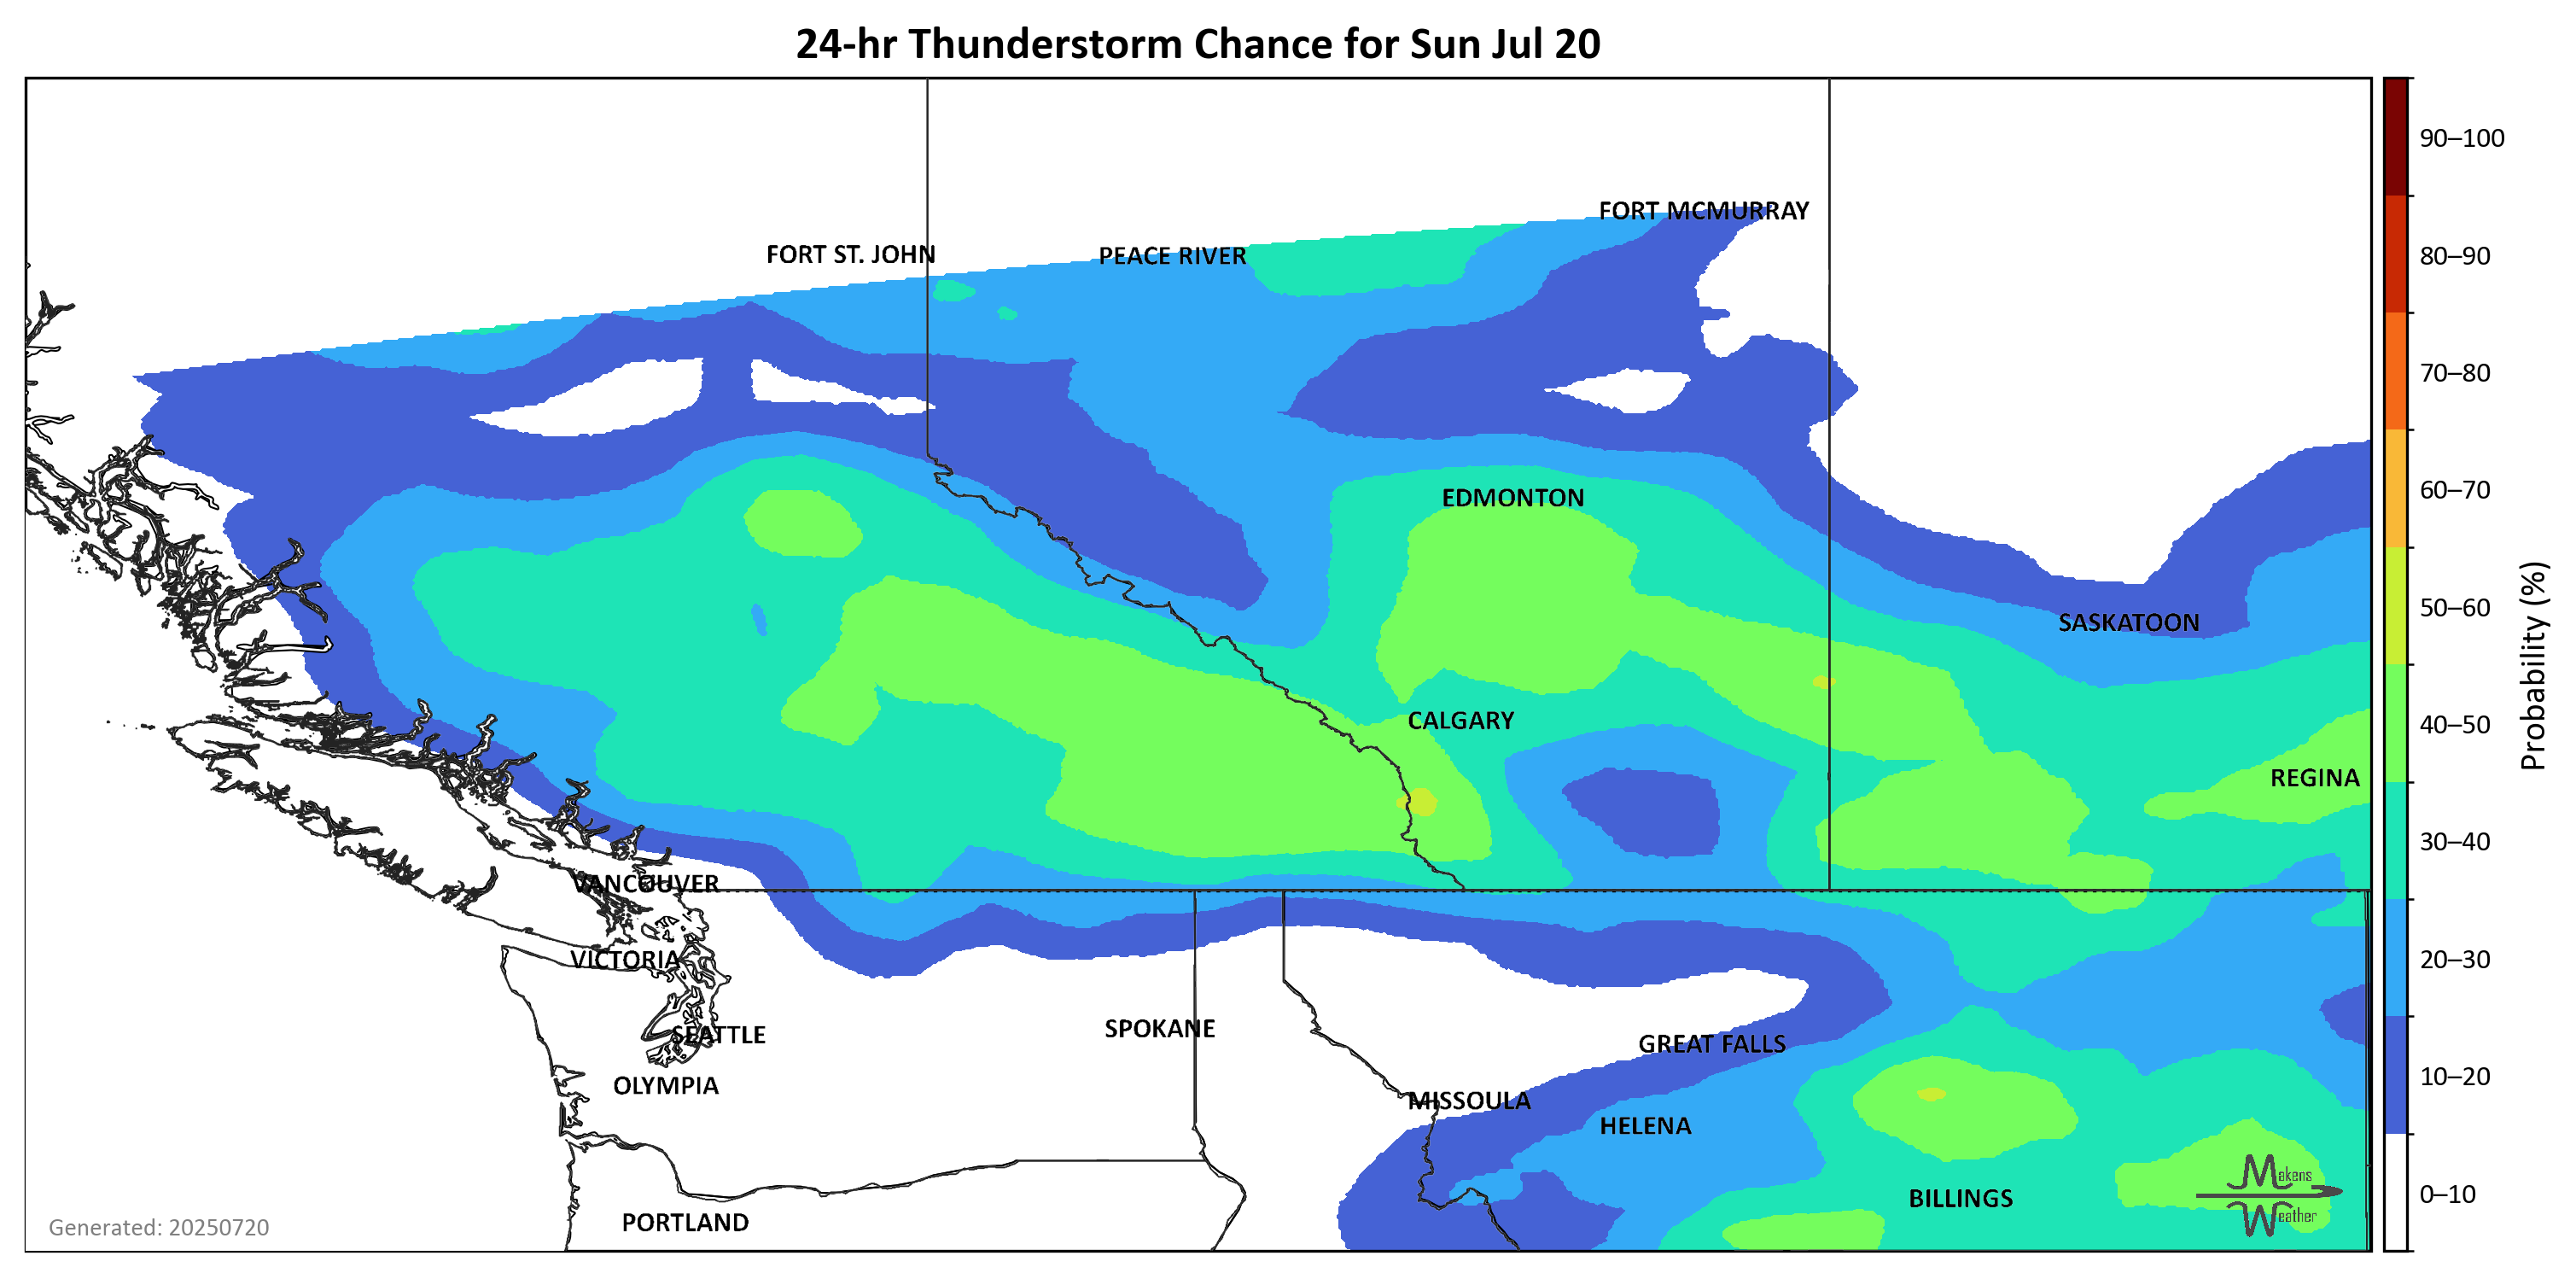 24-hr Thunderstorm Chance for Sun Jul 20
FORT MCMURRAY
FORT ST. JOHN
PEACE RIVER
EDMONTON
SASKATOON
CALGARY
REGINA
VANCOUVER
VICTORIA
SPOKANE
SEATTLE
GREAT FALLS
OLYMPIA
MISSOULA
HELENA
BILLINGS
PORTLAND
Makens
Weather
Generated: 20250720
90–100
80–90
70–80
60–70
50–60
40–50
30–40
20–30
10–20
0–10
Probability (%)